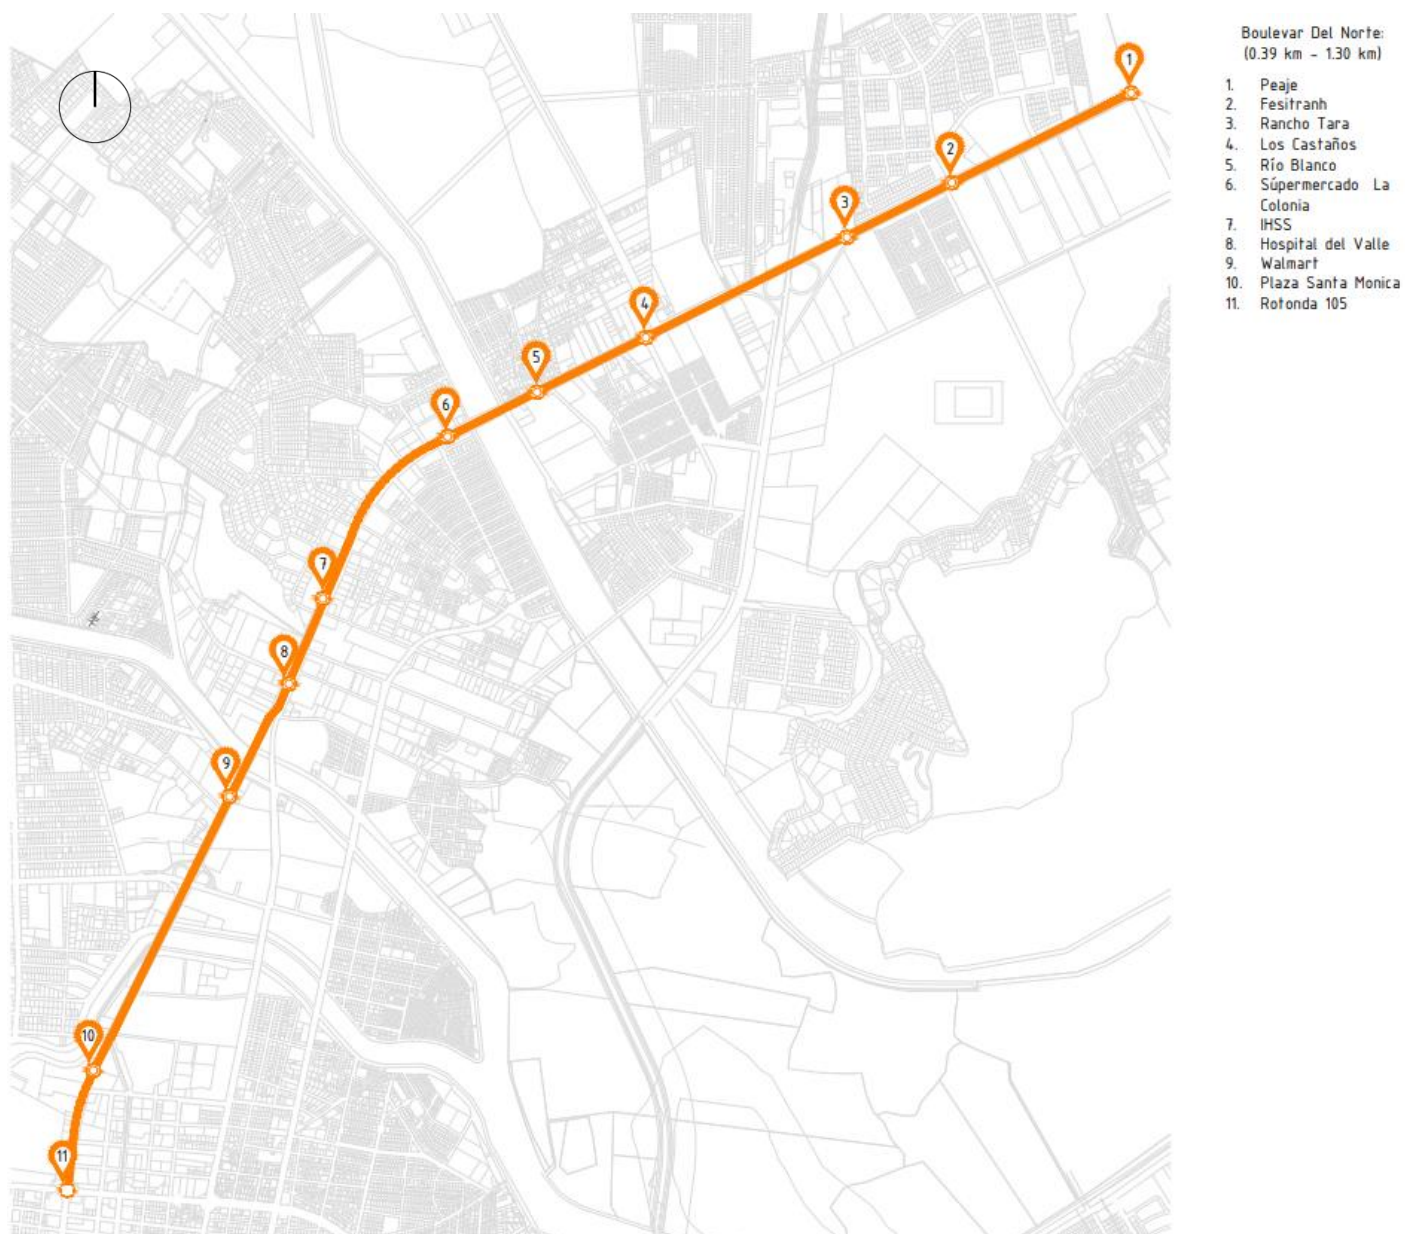 Boulevar Del Norte:
(0.39 km - 1.30 km)
1. Peaje
2. Fesitranh
3. Rancho Tara
4. Los Castaños
5. Río Blanco
6. Súpermercado La
Colonia
7. IHSS
8. Hospital del Valle
9. Walmart
10. Plaza Santa Monica
11. Rotonda 105
1
2
3
4
5
6
7
8
9
10
11